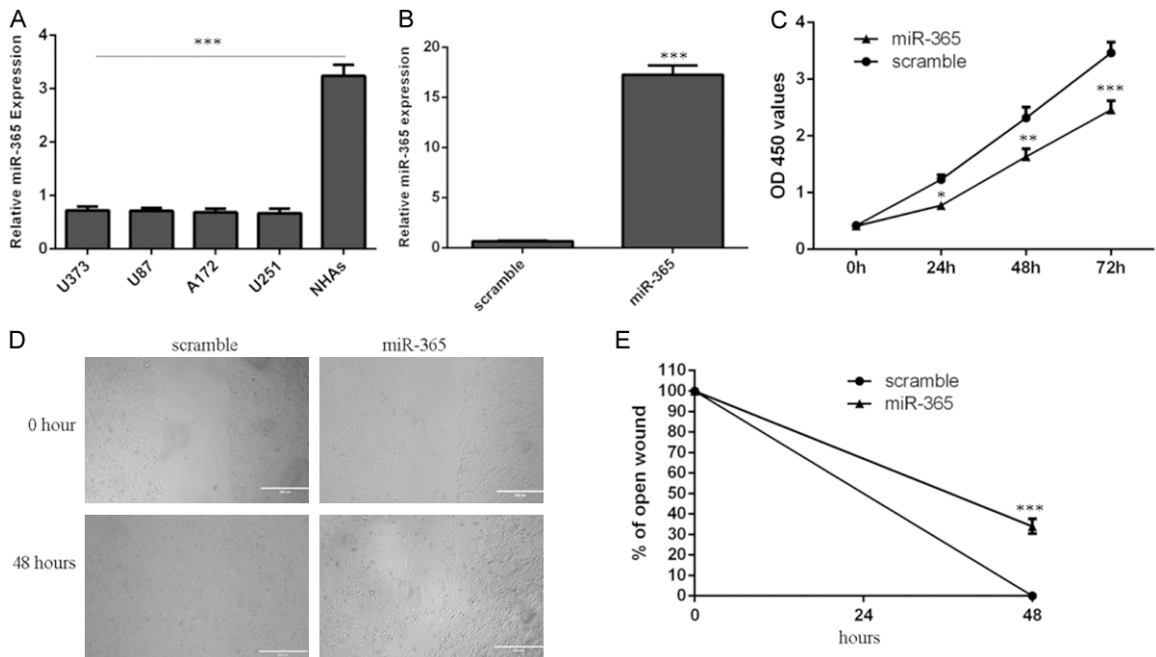 A
Relative miR-365 Expression
4
3
2
1
0
***
U373
U87
A172
U251
NHAs
B
Relative miR-365 expression
20
15
10
5
0
***
scramble
miR-365
C
OD 450 values
4
3
2
1
0
miR-365
scramble
*
**
***
0h
24h
48h
72h
D
scramble
miR-365
0 hour
48 hours
E
% of open wound
110
100
90
80
70
60
50
40
30
20
10
0
scramble
miR-365
***
0
24
48
hours